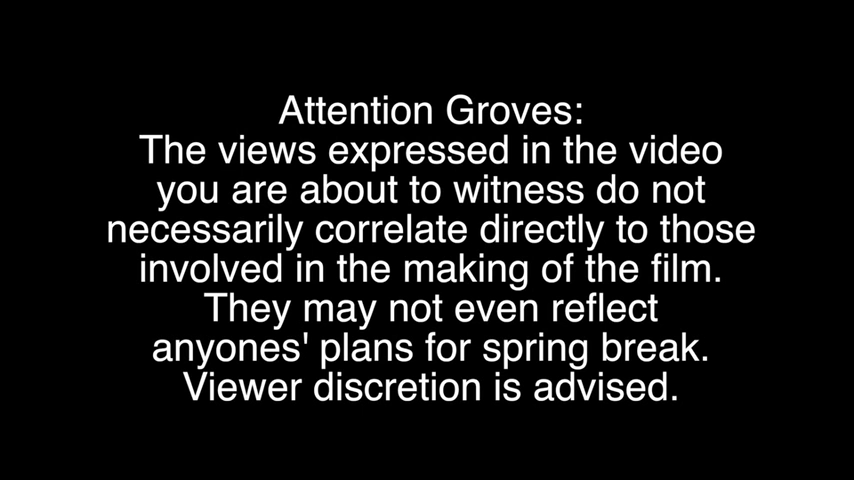 Attention Groves:
The views expressed in the video
you are about to witness do not
necessarily correlate directly to those
involved in the making of the film.
They may not even reflect
anyones' plans for spring break.
Viewer discretion is advised.